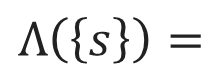 Λ({s}) =